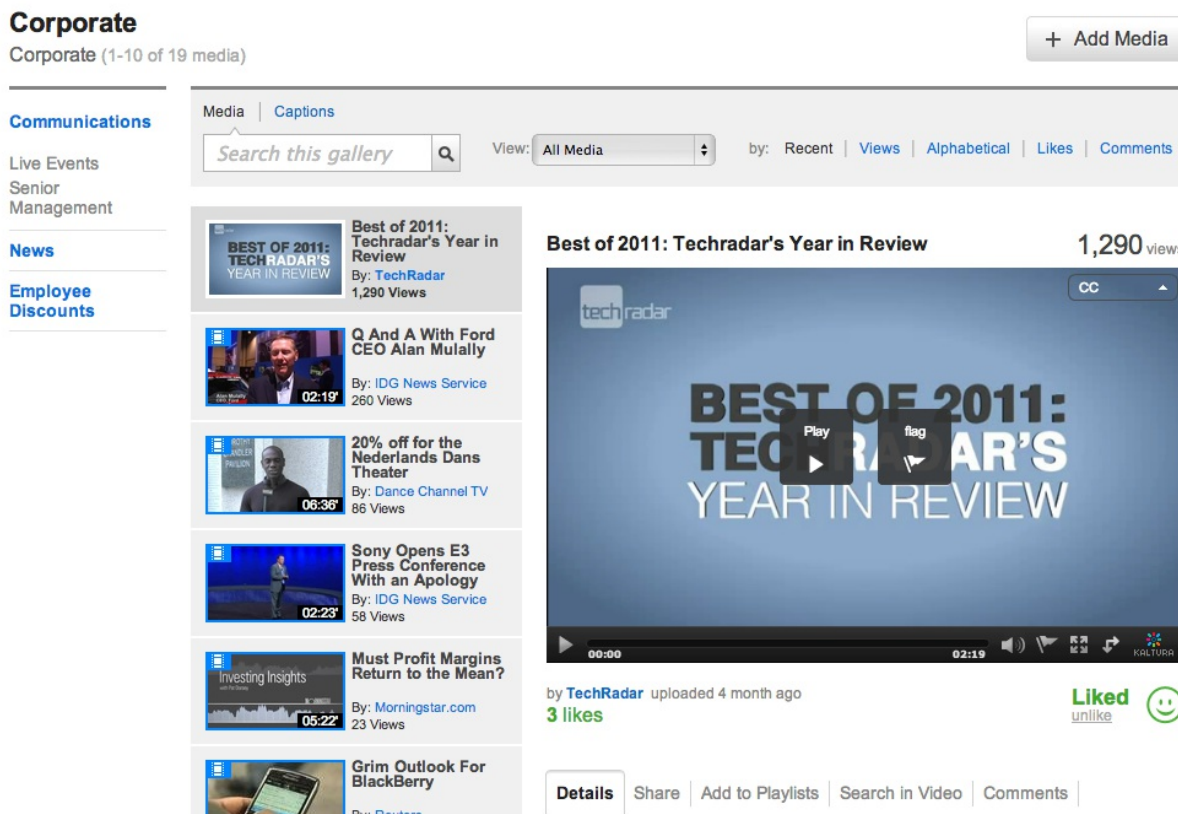 Corporate
Corporate (1-10 of 19 media)
+ Add Media
Communications
Live Events
Senior
Management
News
Employee
Discounts
Media
Captions
Search this gallery
View:
All Media
by: Recent | Views | Alphabetical | Likes | Comments
BEST OF 2011:
TECHRADAR'S
YEAR IN REVIEW
Best of 2011:
Techradar's Year in
Review
By: TechRadar
1,290 Views
02:19'
Q And A With Ford
CEO Alan Mulally
By: IDG News Service
260 Views
06:36'
20% off for the
Nederlands Dans
Theater
By: Dance Channel TV
86 Views
02:23'
Sony Opens E3
Press Conference
With an Apology
By: IDG News Service
58 Views
Investing Insights
05:22'
Must Profit Margins
Return to the Mean?
By: Morningstar.com
23 Views
Grim Outlook For
BlackBerry
Best of 2011: Techradar's Year in Review
1,290 views
CC
techradar
BEST OF 2011:
TECHRADAR'S
YEAR IN REVIEW
Play
flag
00:00
02:19
KALTURA
by TechRadar uploaded 4 month ago
3 likes
Liked
unlike
Details
Share
Add to Playlists
Search in Video
Comments